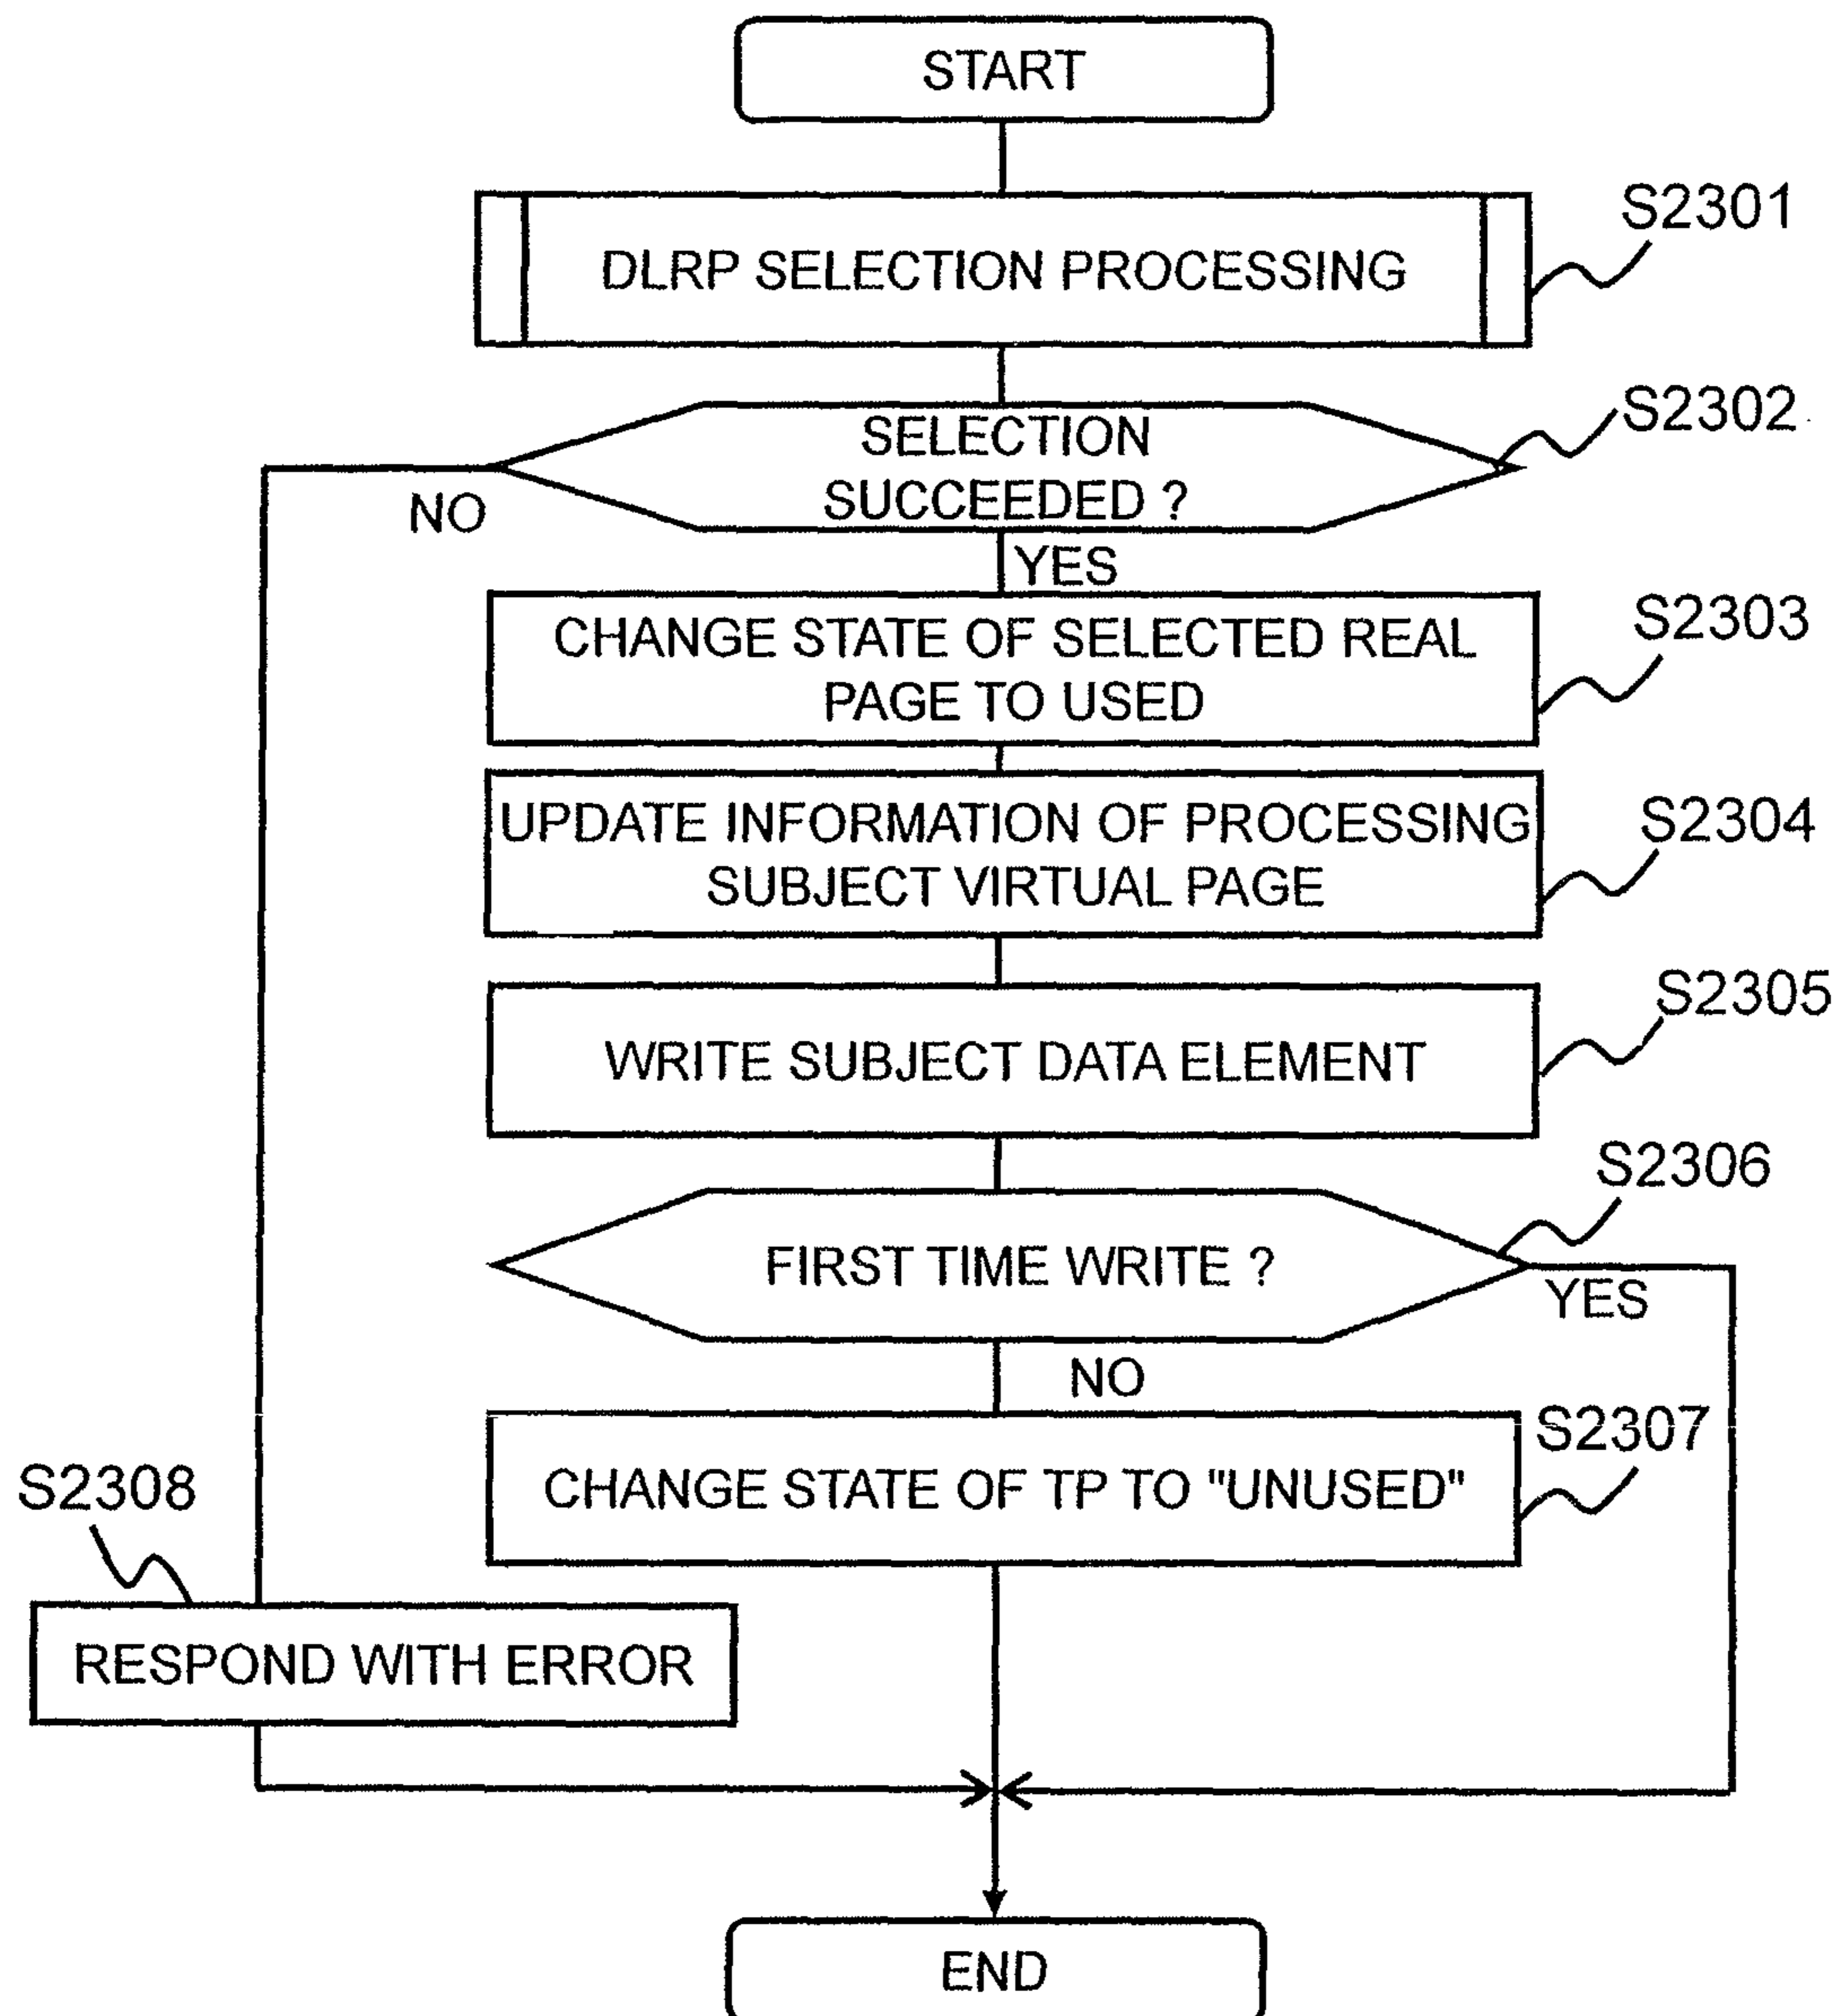 START
S2301
DLRP SELECTION PROCESSING
S2302
SELECTION
SUCCEEDED ?
NO
YES
S2303
CHANGE STATE OF SELECTED REAL
PAGE TO USED
S2304
UPDATE INFORMATION OF PROCESSING
SUBJECT VIRTUAL PAGE
S2305
WRITE SUBJECT DATA ELEMENT
S2306
FIRST TIME WRITE ?
YES
NO
S2307
CHANGE STATE OF TP TO "UNUSED"
S2308
RESPOND WITH ERROR
END